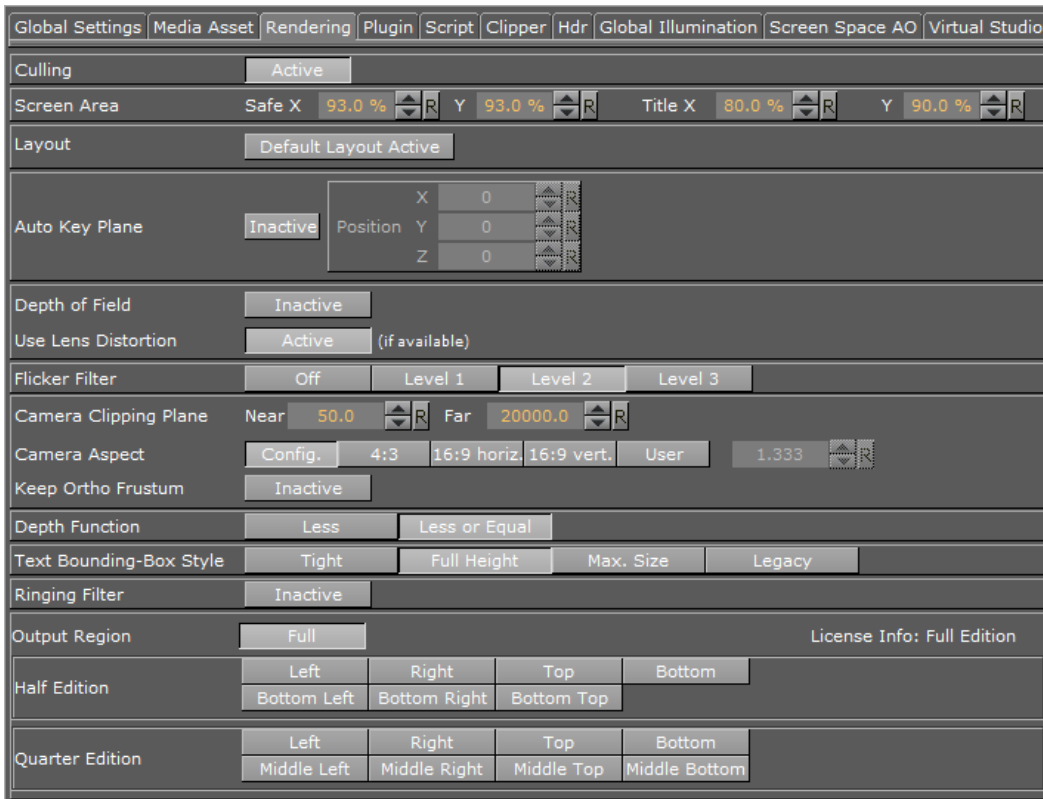 Global Settings Media Asset Rendering Plugin Script Clipper Hdr Global Illumination Screen Space AO Virtual Studio
Culling Active
Screen Area Safe X 93.0 % R Y 93.0 % R Title X 80.0 % R Y 90.0 % R
Layout Default Layout Active
X 0 R
Auto Key Plane Inactive Position Y 0 R
Z 0 R
Depth of Field Inactive
Use Lens Distortion Active (if available)
Flicker Filter Off Level 1 Level 2 Level 3
Camera Clipping Plane Near 50.0 R Far 20000.0 R
Camera Aspect Config. 4:3 16:9 horiz. 16:9 vert. User 1.333 R
Keep Ortho Frustum Inactive
Depth Function Less Less or Equal
Text Bounding-Box Style Tight Full Height Max. Size Legacy
Ringing Filter Inactive
Output Region Full License Info: Full Edition
Half Edition Left Right Top Bottom
Bottom Left Bottom Right Bottom Top
Quarter Edition Left Right Top Bottom
Middle Left Middle Right Middle Top Middle Bottom